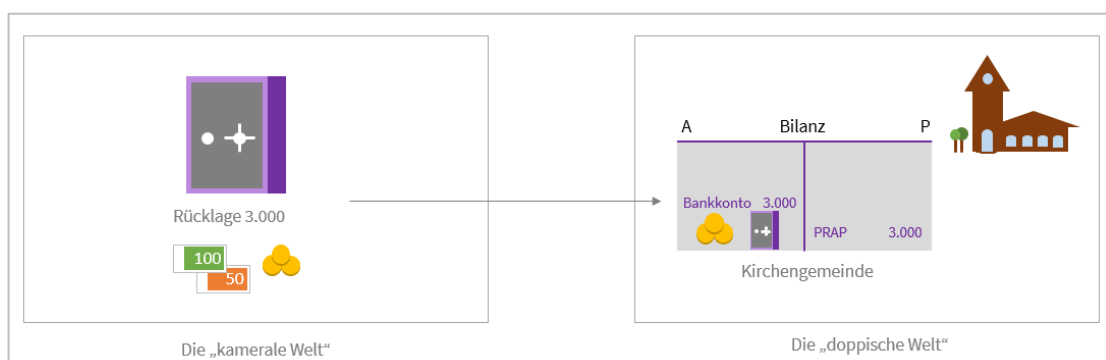 Rücklage 3.000
100
50
Die „kamerale Welt“
A Bilanz P
Bankkonto 3.000
PRAP 3.000
Kirchengemeinde
Die „doppische Welt“